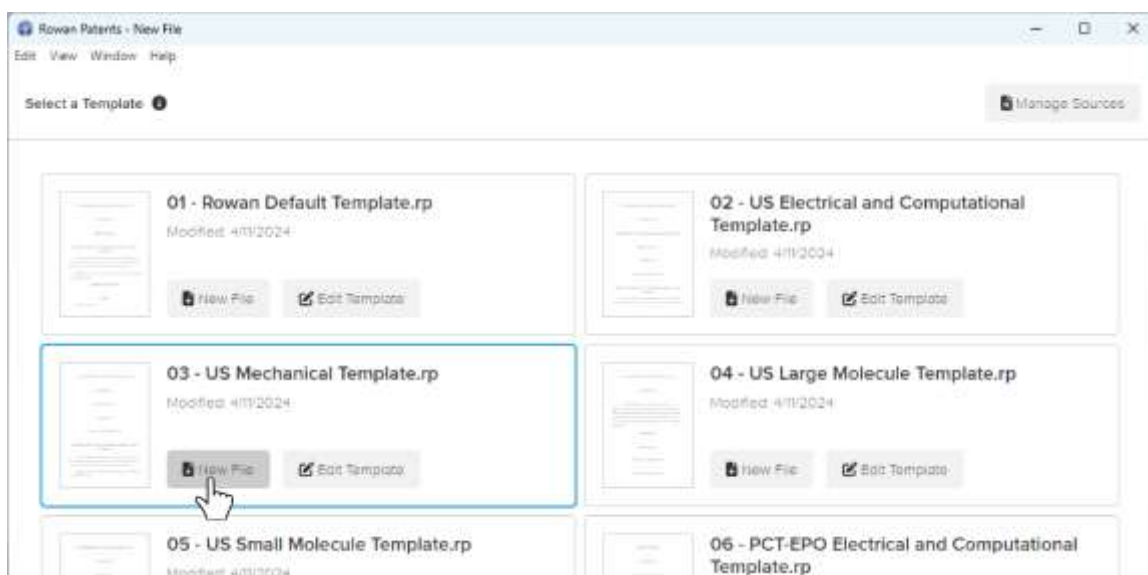 Rowan Patents - New File
Edit View Window Help
Select a Template
Manage Sources
01 - Rowan Default Template.rp
Modified: 4/11/2024
New File Edit Template
02 - US Electrical and Computational
Template.rp
Modified: 4/11/2024
New File Edit Template
03 - US Mechanical Template.rp
Modified: 4/11/2024
New File Edit Template
04 - US Large Molecule Template.rp
Modified: 4/11/2024
New File Edit Template
05 - US Small Molecule Template.rp
Modified: 4/11/2024
06 - PCT-EPO Electrical and Computational
Template.rp